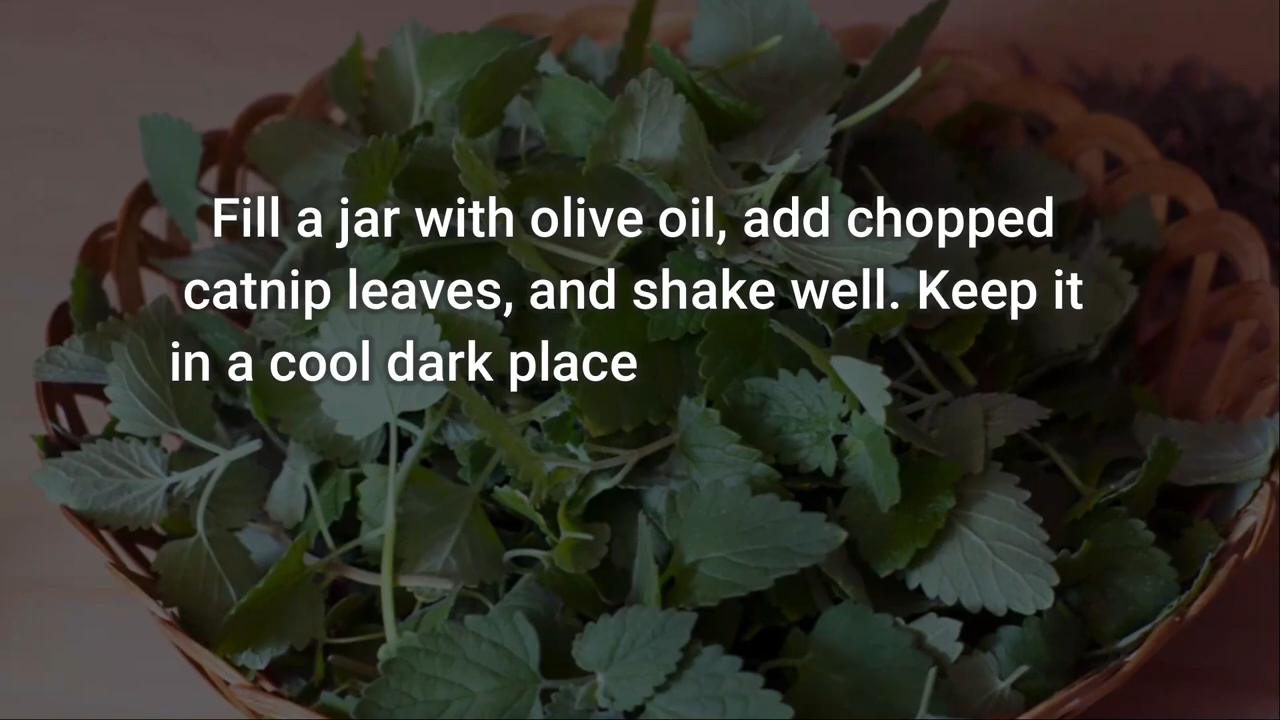 Fill a jar with olive oil, add chopped
catnip leaves, and shake well. Keep it
in a cool dark place